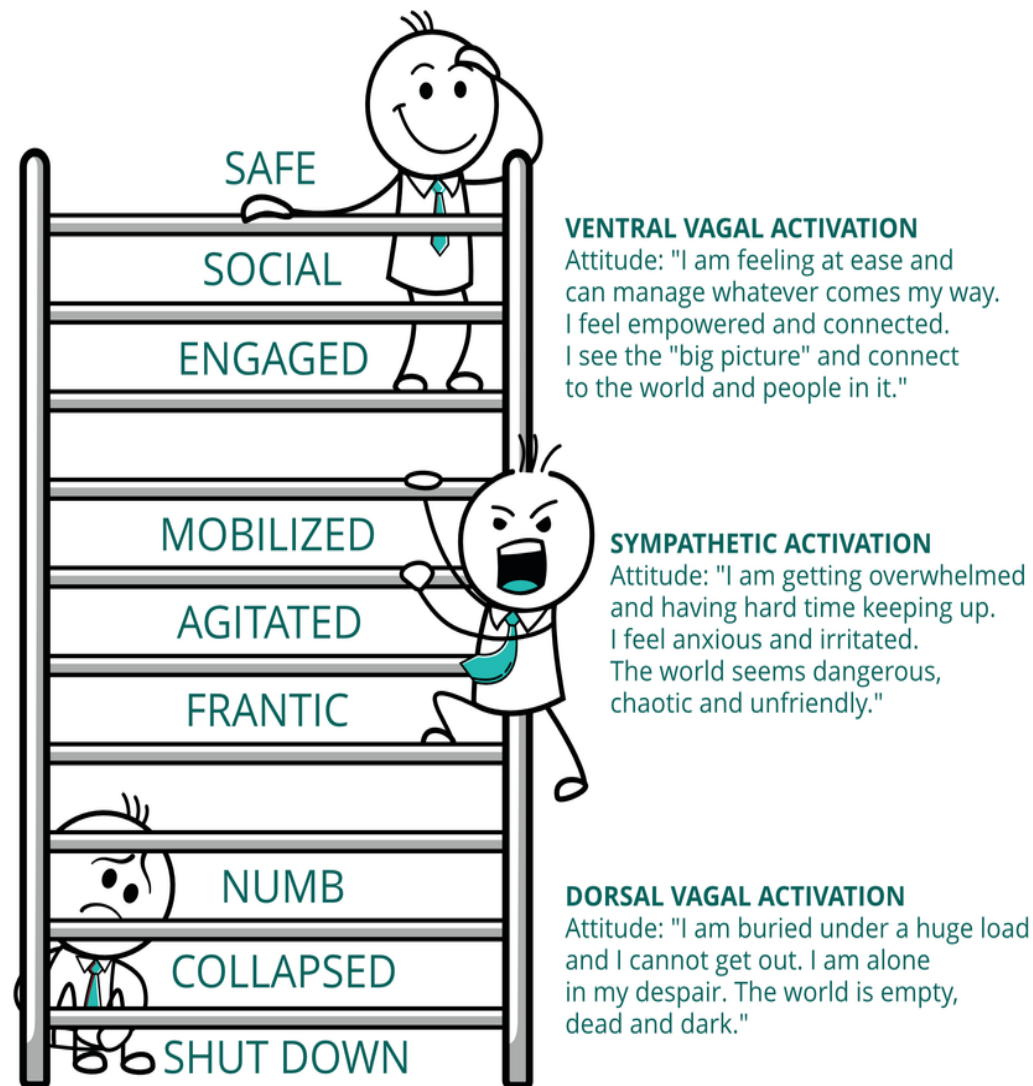 SAFE
SOCIAL
ENGAGED
VENTRAL VAGAL ACTIVATION
Attitude: "I am feeling at ease and
can manage whatever comes my way.
I feel empowered and connected.
I see the "big picture" and connect
to the world and people in it."
MOBILIZED
AGITATED
FRANTIC
SYMPATHETIC ACTIVATION
Attitude: "I am getting overwhelmed
and having hard time keeping up.
I feel anxious and irritated.
The world seems dangerous,
chaotic and unfriendly."
NUMB
COLLAPSED
SHUT DOWN
DORSAL VAGAL ACTIVATION
Attitude: "I am buried under a huge load
and I cannot get out. I am alone
in my despair. The world is empty,
dead and dark."